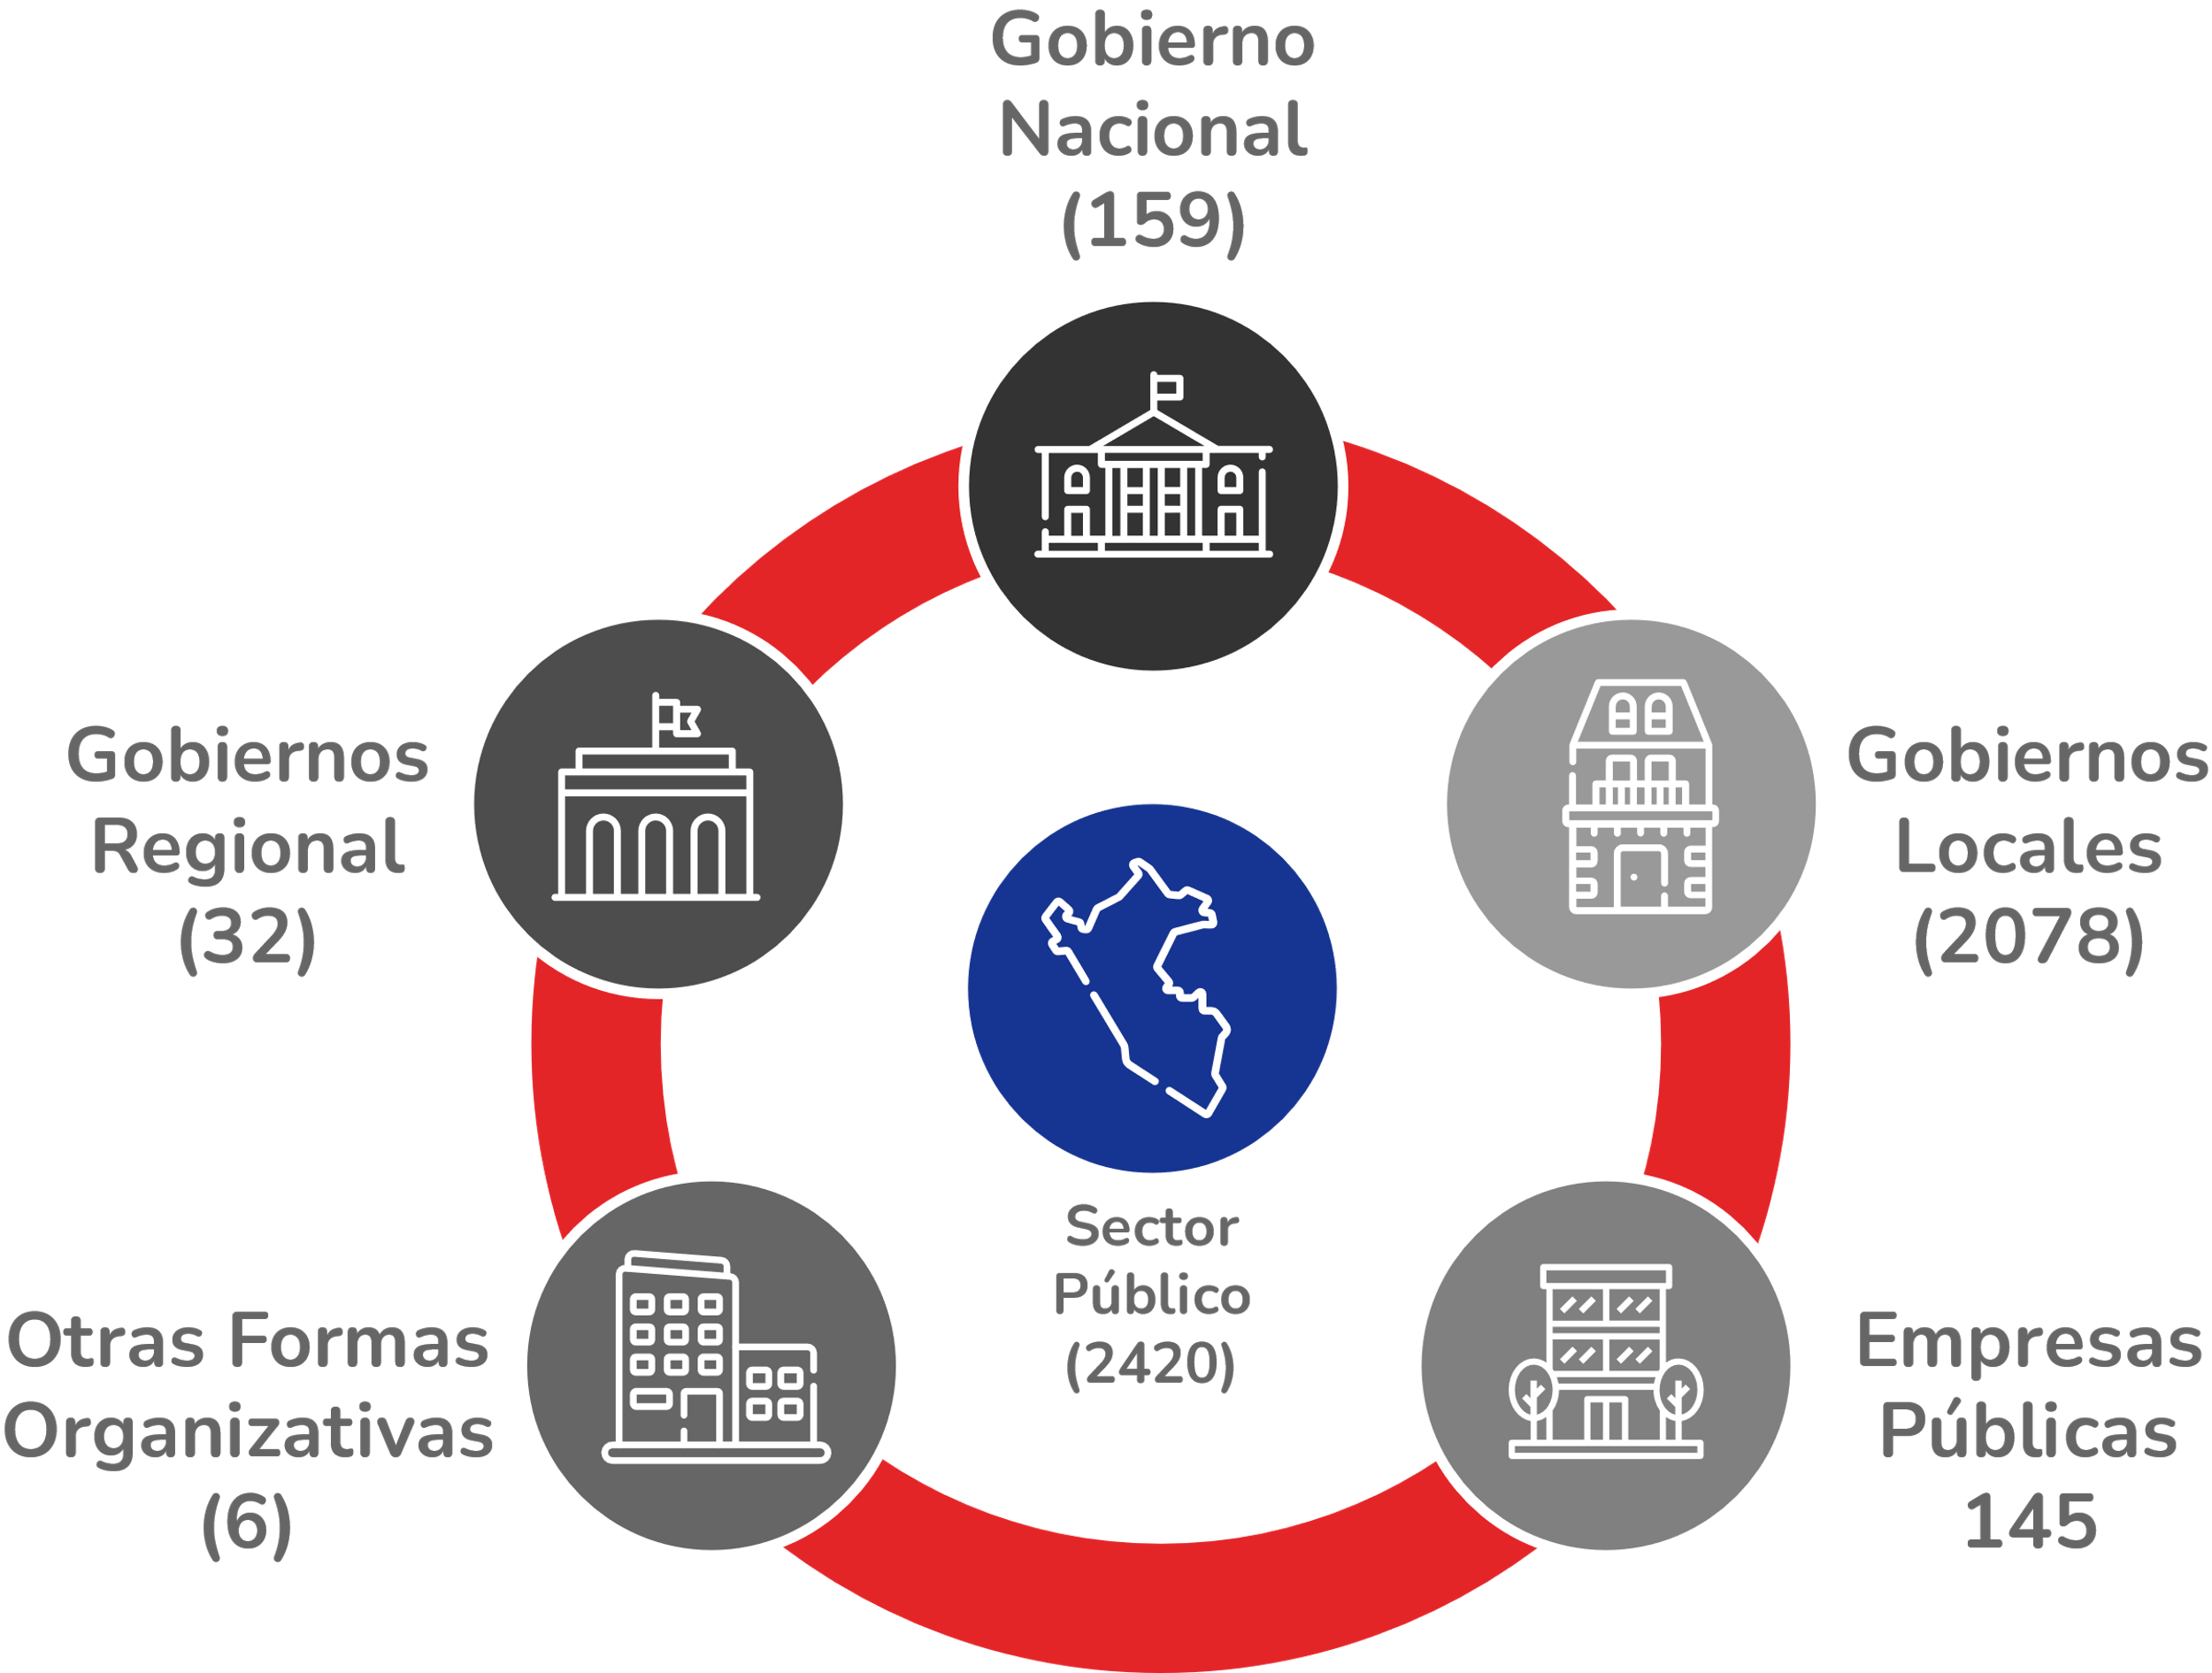 Gobierno
Nacional
(159)
Gobiernos
Regional
(32)
Gobiernos
Locales
(2078)
Sector
Público
(2420)
Otras Formas
Organizativas
(6)
Empresas
Públicas
145